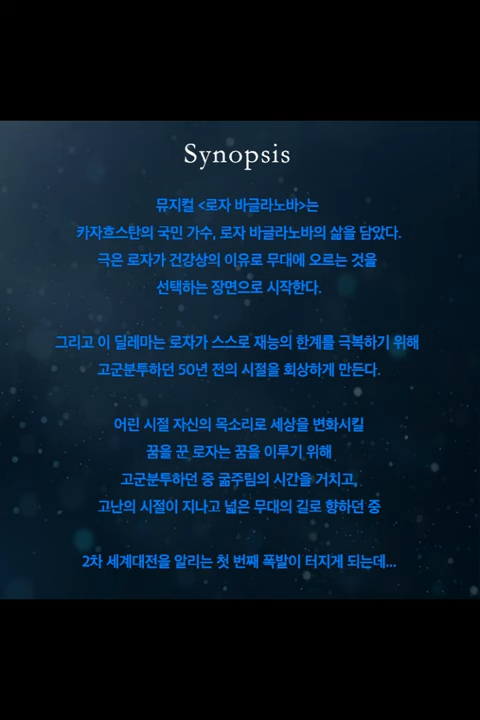 Synopsis
뮤지컬 <로자 바글라노바>는
카자흐스탄의 국민 가수, 로자 바글라노바의 삶을 담았다.
극은 로자가 건강상의 이유로 무대에 오르는 것을
선택하는 장면으로 시작한다.
그리고 이 딜레마는 로자가 스스로 재능의 한계를 극복하기 위해
고군분투하던 50년 전의 시절을 회상하게 만든다.
어린 시절 자신의 목소리로 세상을 변화시킬
꿈을 꾼 로자는 꿈을 이루기 위해
고군분투하던 중 굶주림의 시간을 거치고,
고난의 시절이 지나고 넓은 무대의 길로 향하던 중
2차 세계대전을 알리는 첫 번째 폭발이 터지게 되는데...